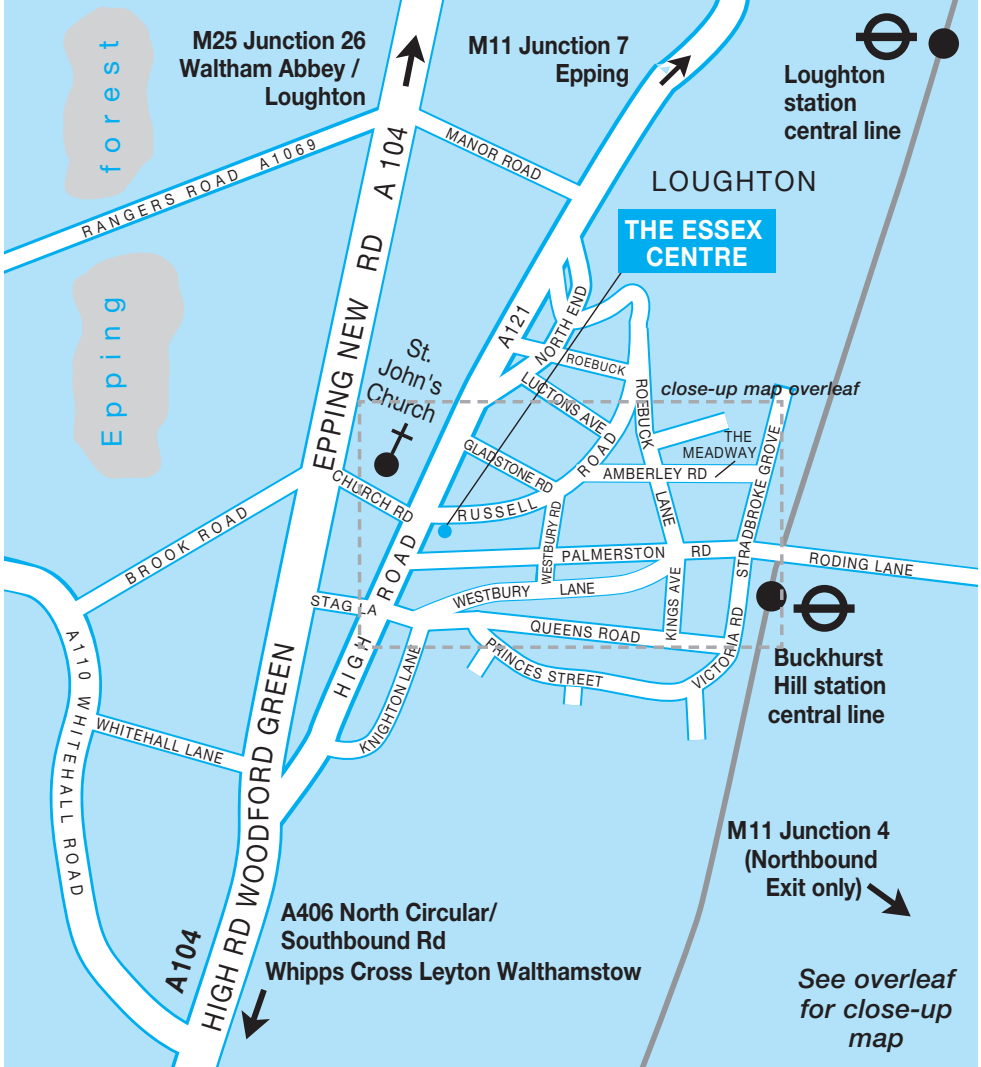 M25 Junction 26
Waltham Abbey /
Loughton
M11 Junction 7
Epping
Loughton
station
central line
forest
Epping
RANGERS ROAD A1069
MANOR ROAD
LOUGHTON
THE ESSEX
CENTRE
EPPING NEW RD A 104
A121
NORTH END
ROEBUCK
LUCTONS AVE
ROEBUCK
LANE
close-up map overleaf
St.
John's
Church
GLADSTONE RD
THE
MEADWAY
AMBERLEY RD
STRADBROKE GROVE
CHURCH RD
RUSSELL ROAD
WESTBURY RD
BROOK ROAD
PALMERSTON RD
RODING LANE
WESTBURY LANE
STAG LA
HIGH ROAD
QUEENS ROAD
KINGS AVE
VICTORIA RD
PRINCES STREET
KNIGHTON LANE
Buckhurst
Hill station
central line
A110 WHITEHALL ROAD
WHITEHALL LANE
HIGH RD WOODFORD GREEN
A104
M11 Junction 4
(Northbound
Exit only)
A406 North Circular/
Southbound Rd
Whipps Cross Leyton Walthamstow
See overleaf
for close-up
map